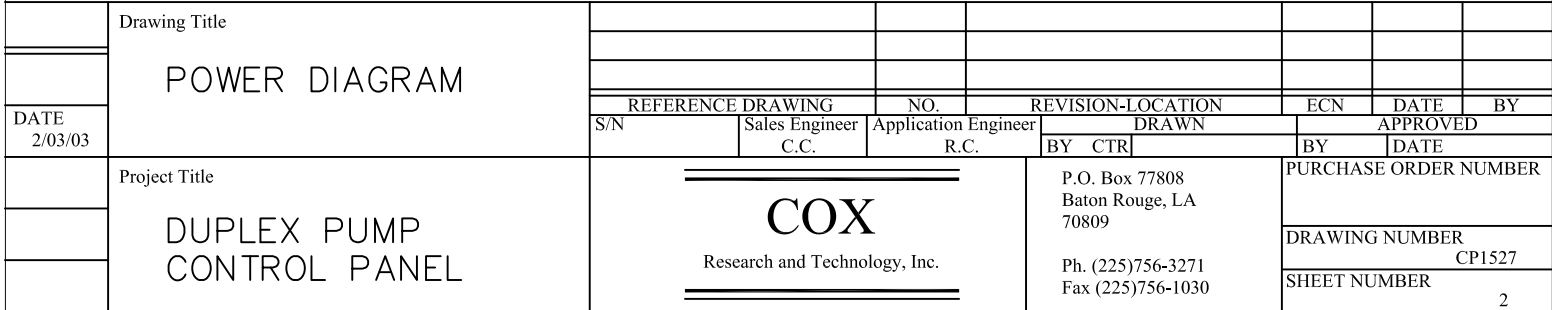 Drawing Title
POWER DIAGRAM
DATE
2/03/03
REFERENCE DRAWING NO. REVISION-LOCATION ECN DATE BY
S/N Sales Engineer Application Engineer DRAWN APPROVED
C.C. R.C. BY CTR BY DATE
Project Title
DUPLEX PUMP
CONTROL PANEL
COX
Research and Technology, Inc.
P.O. Box 77808
Baton Rouge, LA
70809
Ph. (225)756-3271
Fax (225)756-1030
PURCHASE ORDER NUMBER
DRAWING NUMBER
CP1527
SHEET NUMBER
2